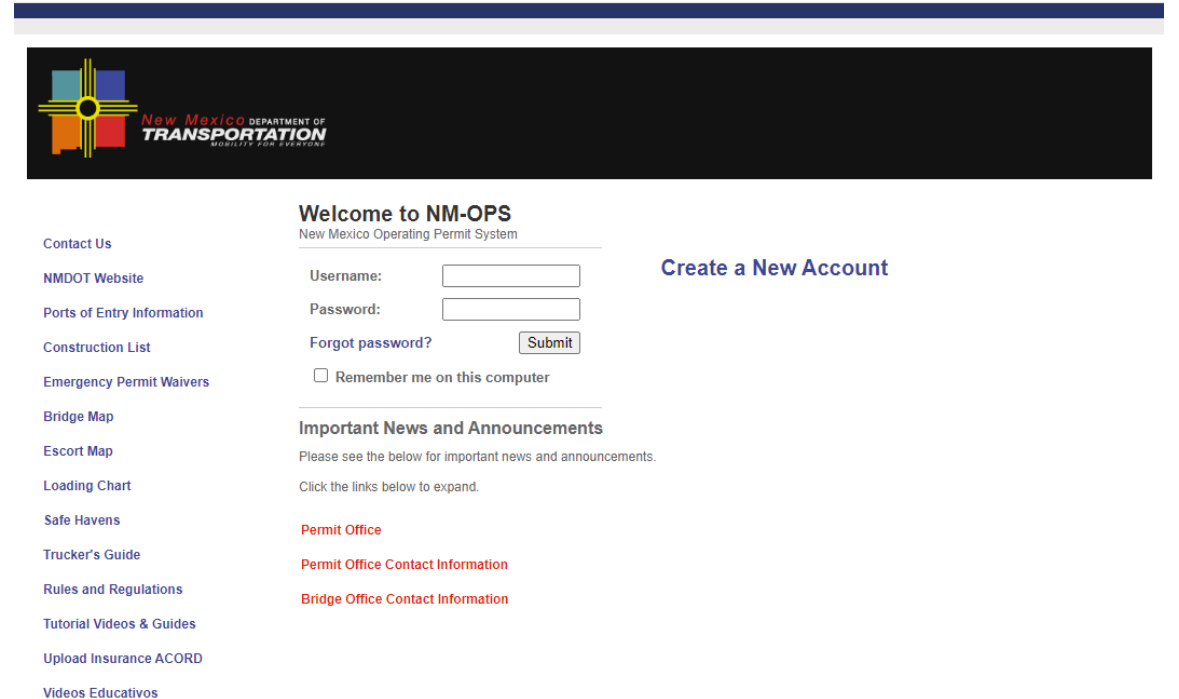 New Mexico DEPARTMENT OF
TRANSPORTATION
MOBILITY FOR EVERYONE
Contact Us
NMDOT Website
Ports of Entry Information
Construction List
Emergency Permit Waivers
Bridge Map
Escort Map
Loading Chart
Safe Havens
Trucker's Guide
Rules and Regulations
Tutorial Videos & Guides
Upload Insurance ACORD
Videos Educativos
Welcome to NM-OPS
New Mexico Operating Permit System
Username:
Password:
Forgot password?
Submit
Remember me on this computer
Important News and Announcements
Please see the below for important news and announcements.
Click the links below to expand.
Permit Office
Permit Office Contact Information
Bridge Office Contact Information
Create a New Account